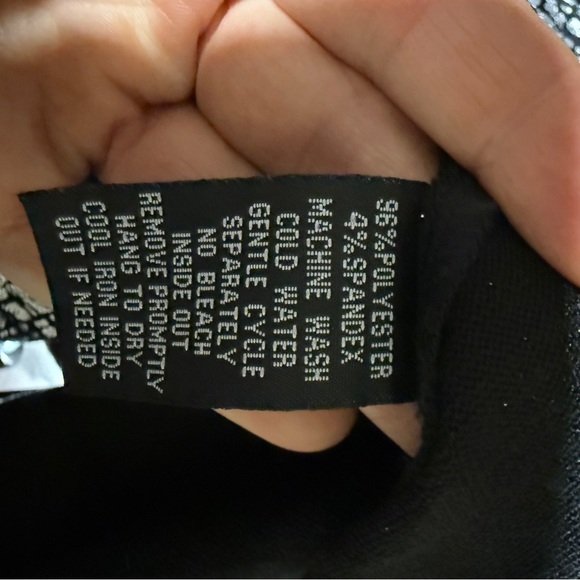 96% POLYESTER
4% SPANDEX
MACHINE WASH
COLD WATER
GENTLE CYCLE
SEPARATELY
NO BLEACH
INSIDE OUT
REMOVE PROMPTLY
HANG TO DRY
COOL IRON INSIDE
OUT IF NEEDED